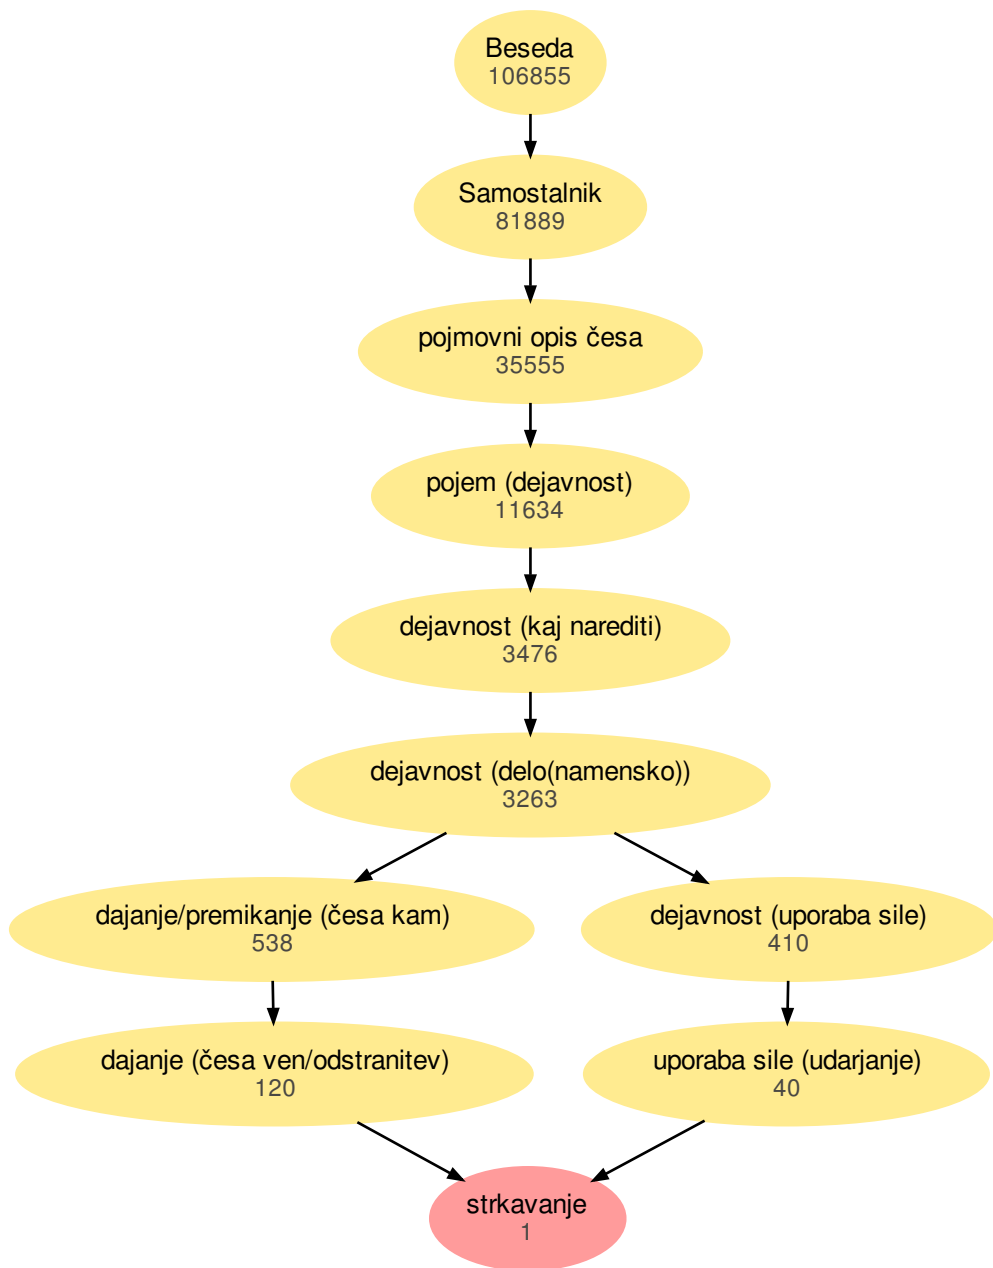 Beseda
106855
Samostalnik
81889
pojmovni opis česa
35555
pojem (dejavnost)
11634
dejavnost (kaj narediti)
3476
dejavnost (delo(namensko))
3263
dajanje/premikanje (česa kam)
538
dejavnost (uporaba sile)
410
dajanje (česa ven/odstranitev)
120
uporaba sile (udarjanje)
40
strkavanje
1